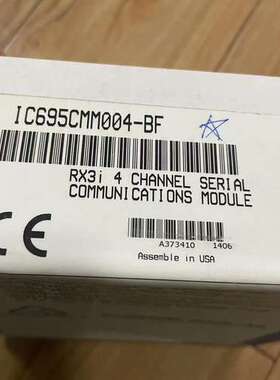 IC695CMM004-BF
RX3i 4 CHANNEL SERIAL
COMMUNICATIONS MODULE
CE
A373410 1406
Assemble in USA